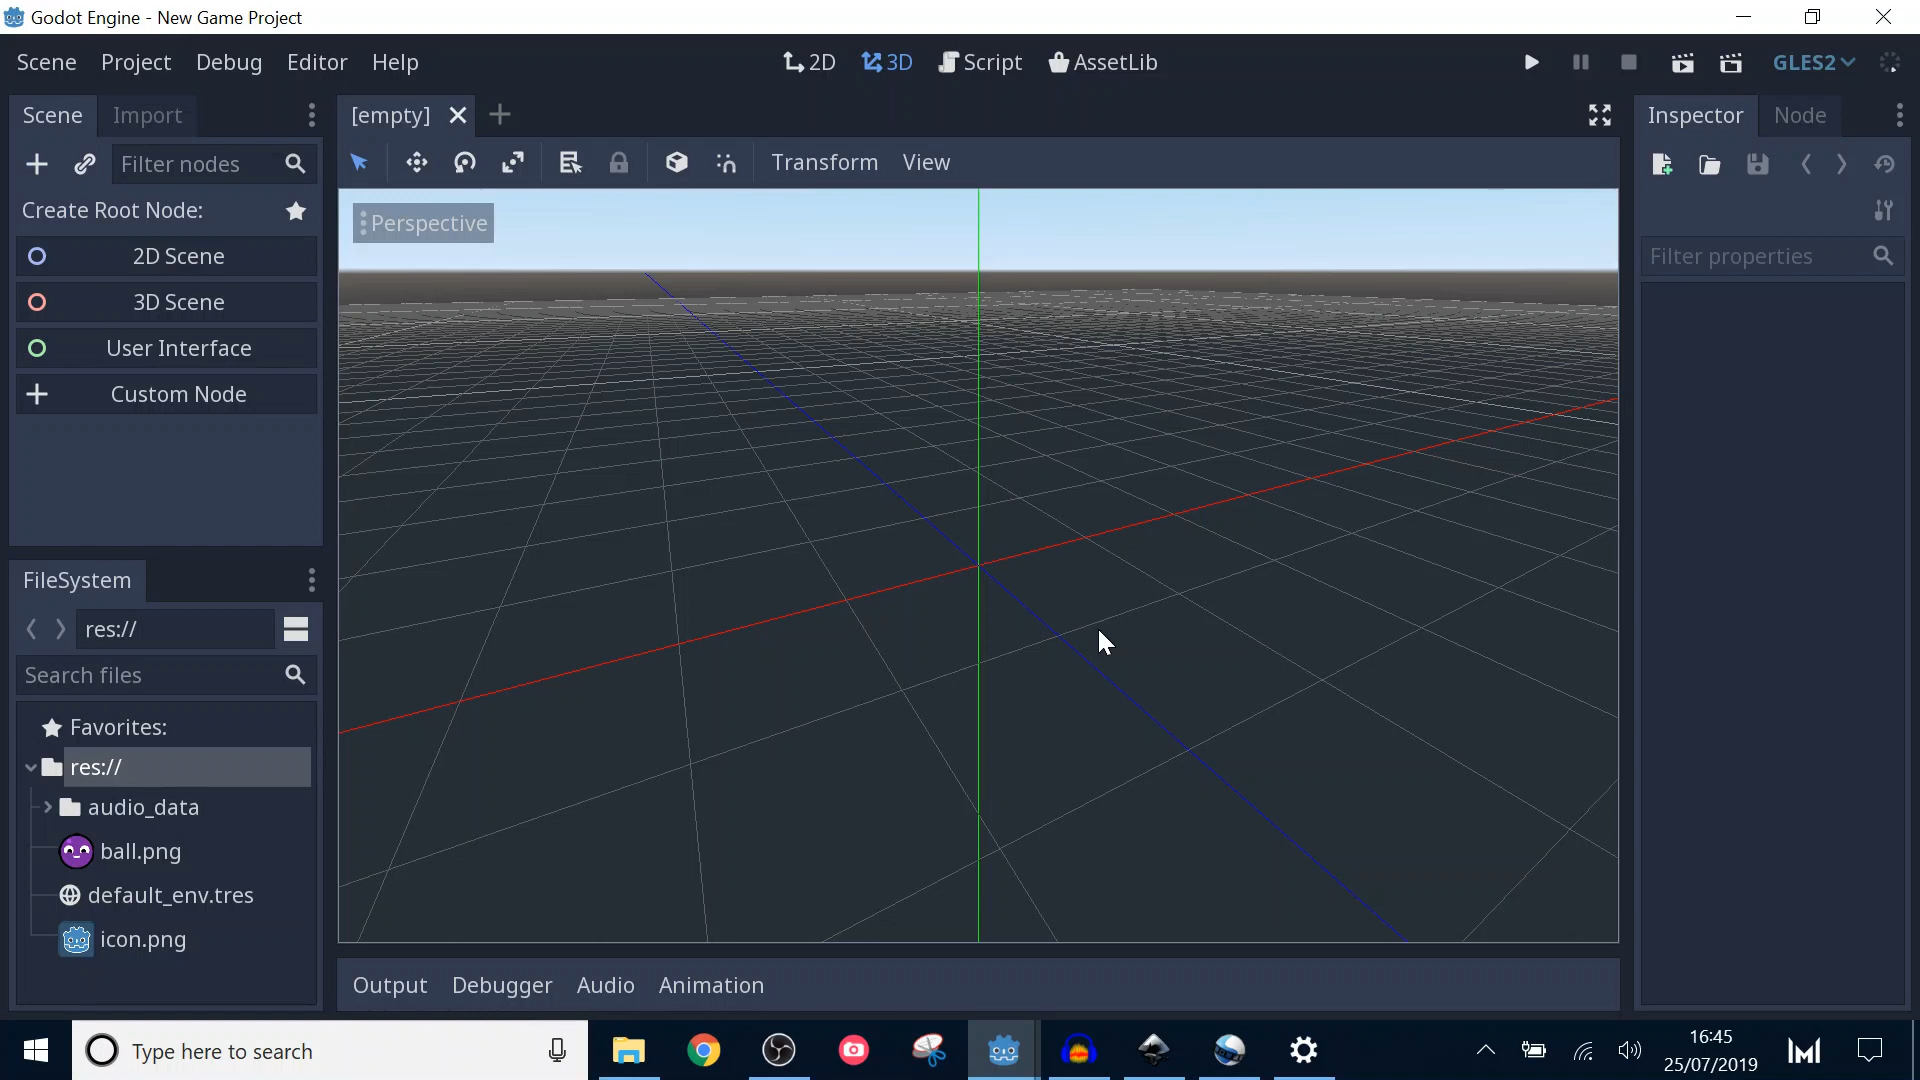 Godot Engine - New Game Project
Scene Project Debug Editor Help
2D 3D Script AssetLib
GLES2
Scene Import
[empty]
Inspector Node
Filter nodes
Transform View
Create Root Node:
Perspective
2D Scene
Filter properties
3D Scene
User Interface
Custom Node
FileSystem
res://
Search files
Favorites:
res://
audio_data
ball.png
default_env.tres
icon.png
Output Debugger Audio Animation
Type here to search
16:45
25/07/2019